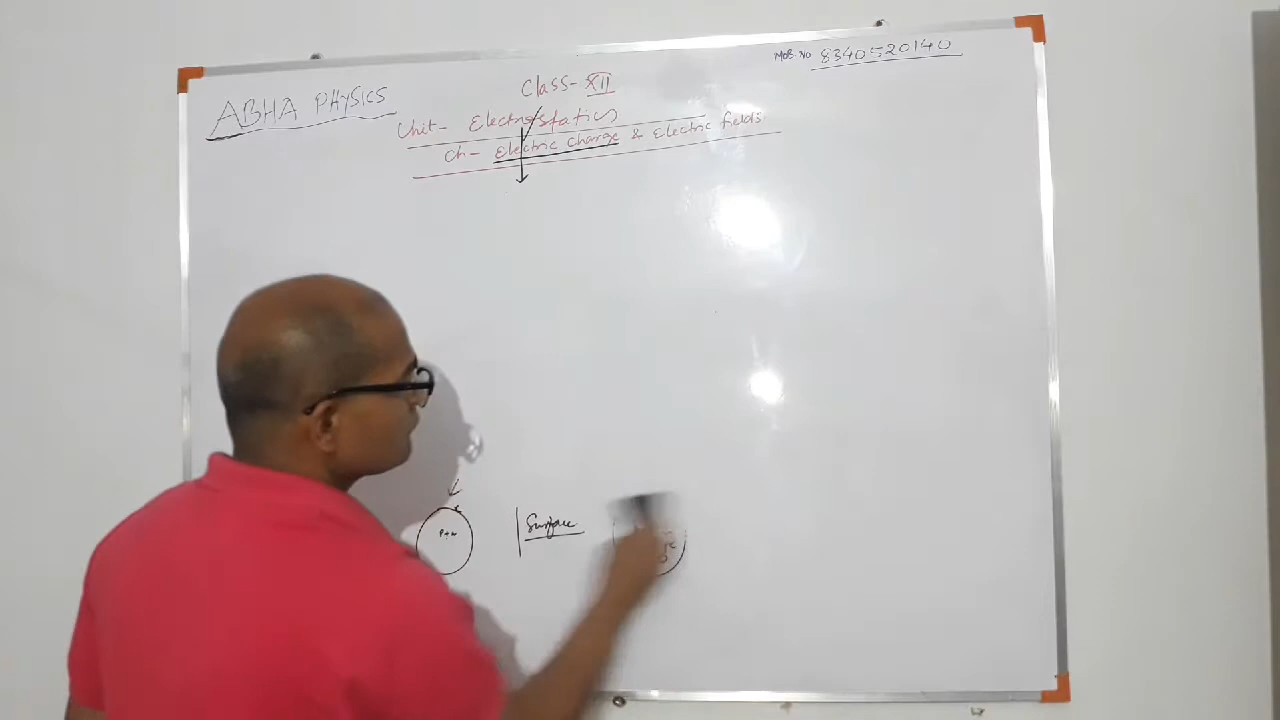 MOB. NO 8340520140
ABHA PHYSICS
Class- XII
Unit- Electrostatics
Ch- Electric Charge & Electric fields
Surface
P+n